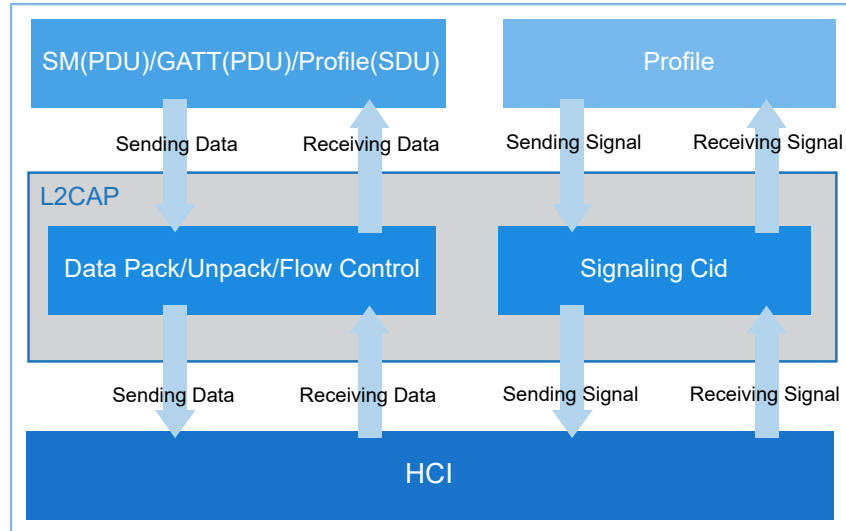 SM(PDU)/GATT(PDU)/Profile(SDU)
Profile
Sending Data
Receiving Data
Sending Signal
Receiving Signal
L2CAP
Data Pack/Unpack/Flow Control
Signaling Cid
Sending Data
Receiving Data
Sending Signal
Receiving Signal
HCI